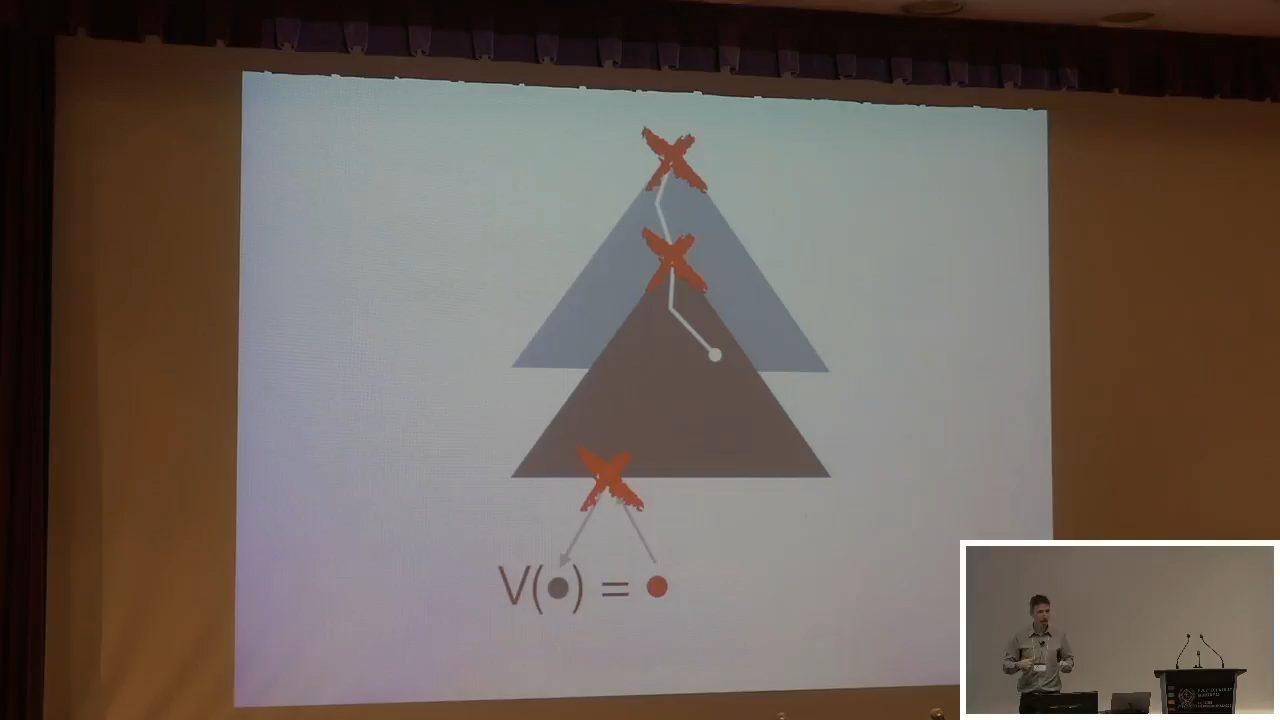 V(●) = ●